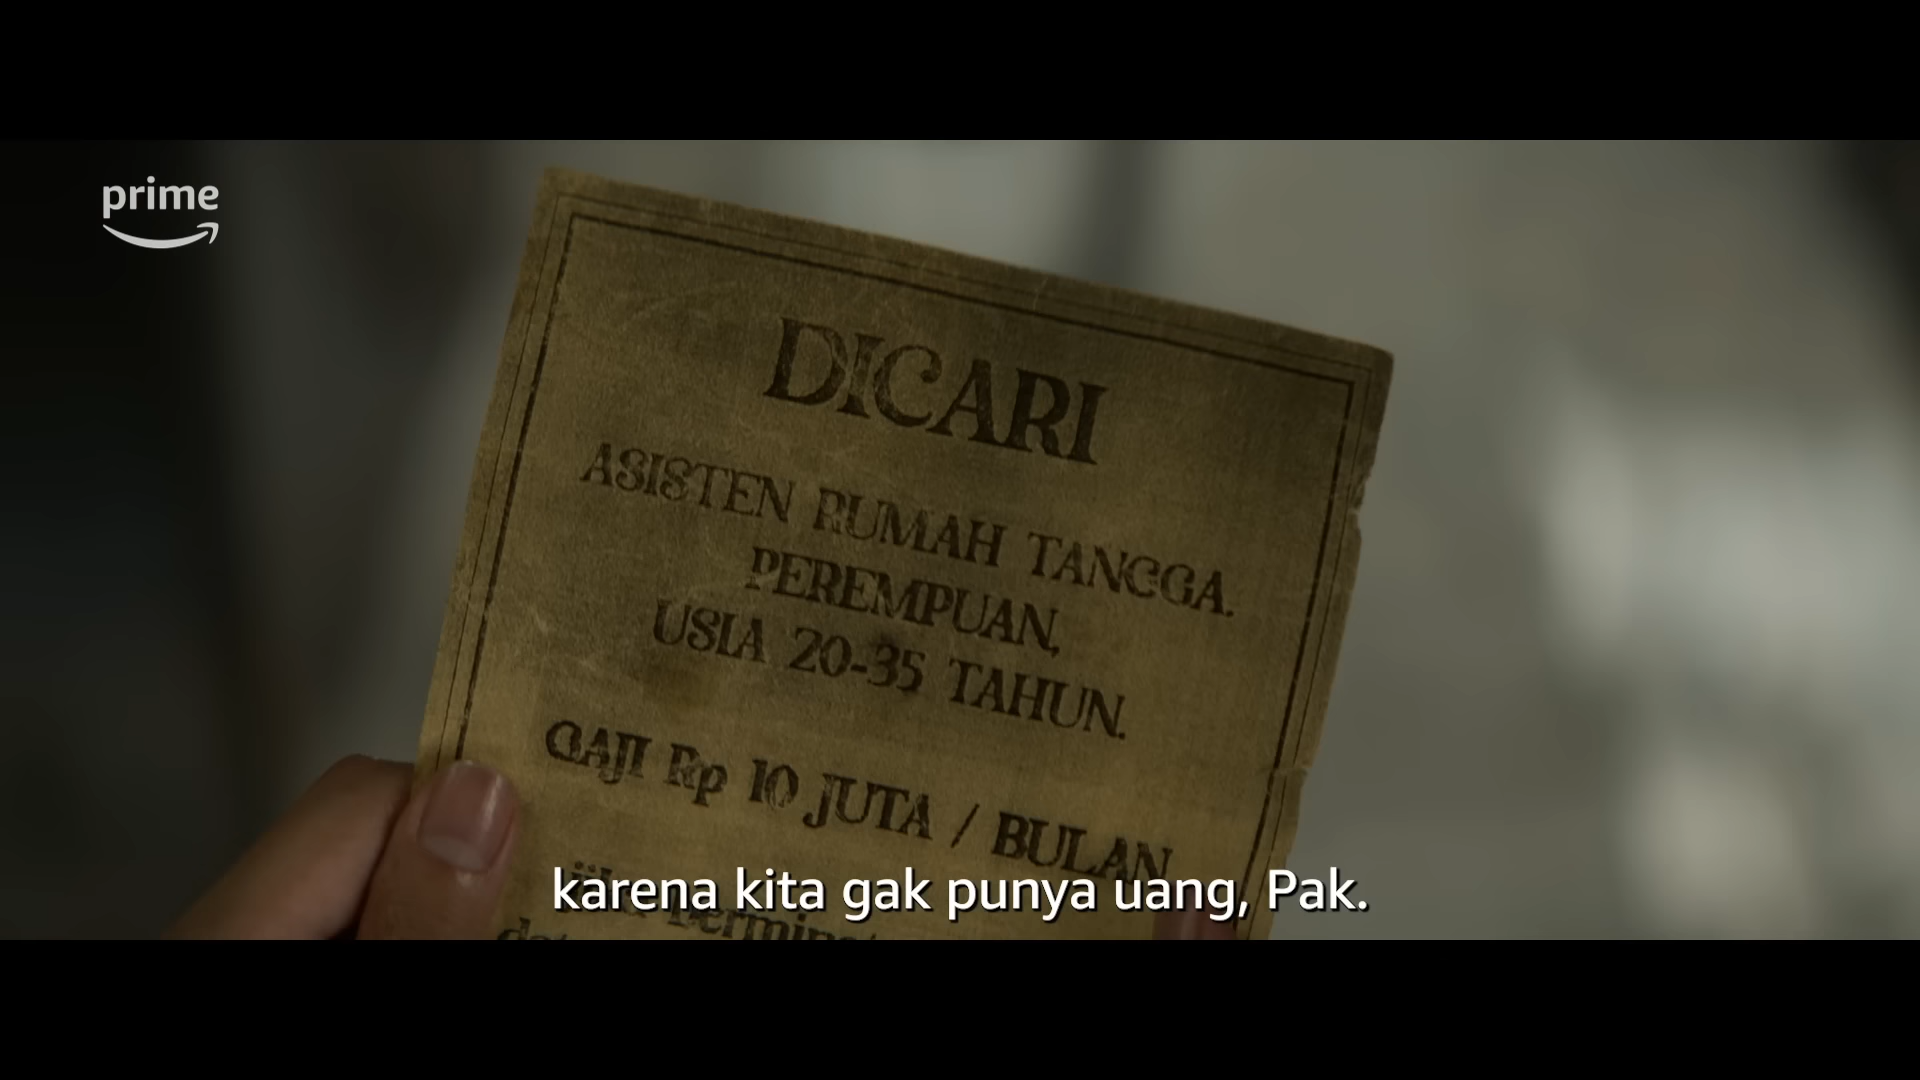 prime
DICARI
ASISTEN RUMAH TANGGA.
PEREMPUAN,
USIA 20-35 TAHUN.
GAJI Rp 10 JUTA / BULAN
karena kita gak punya uang, Pak.